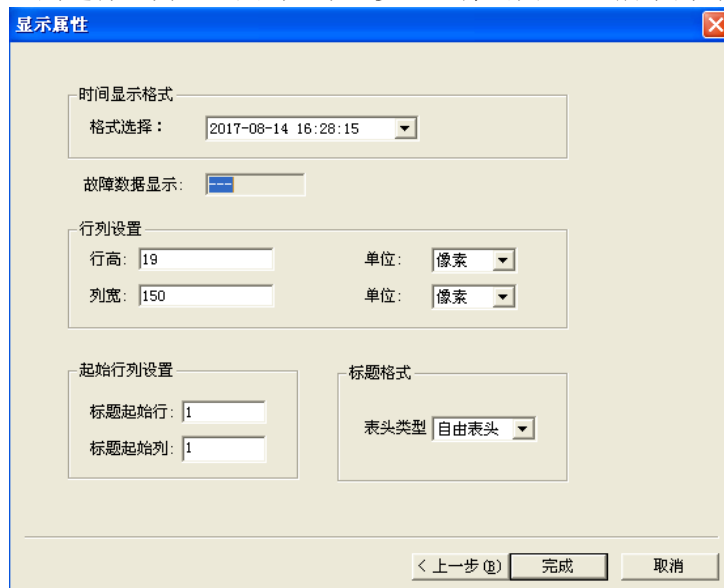 显示属性
时间显示格式
格式选择： 2017-08-14 16:28:15
故障数据显示: ---
行列设置
行高: 19 单位: 像素
列宽: 150 单位: 像素
起始行列设置
标题起始行: 1
标题起始列: 1
标题格式
表头类型 自由表头
< 上一步(B) 完成 取消